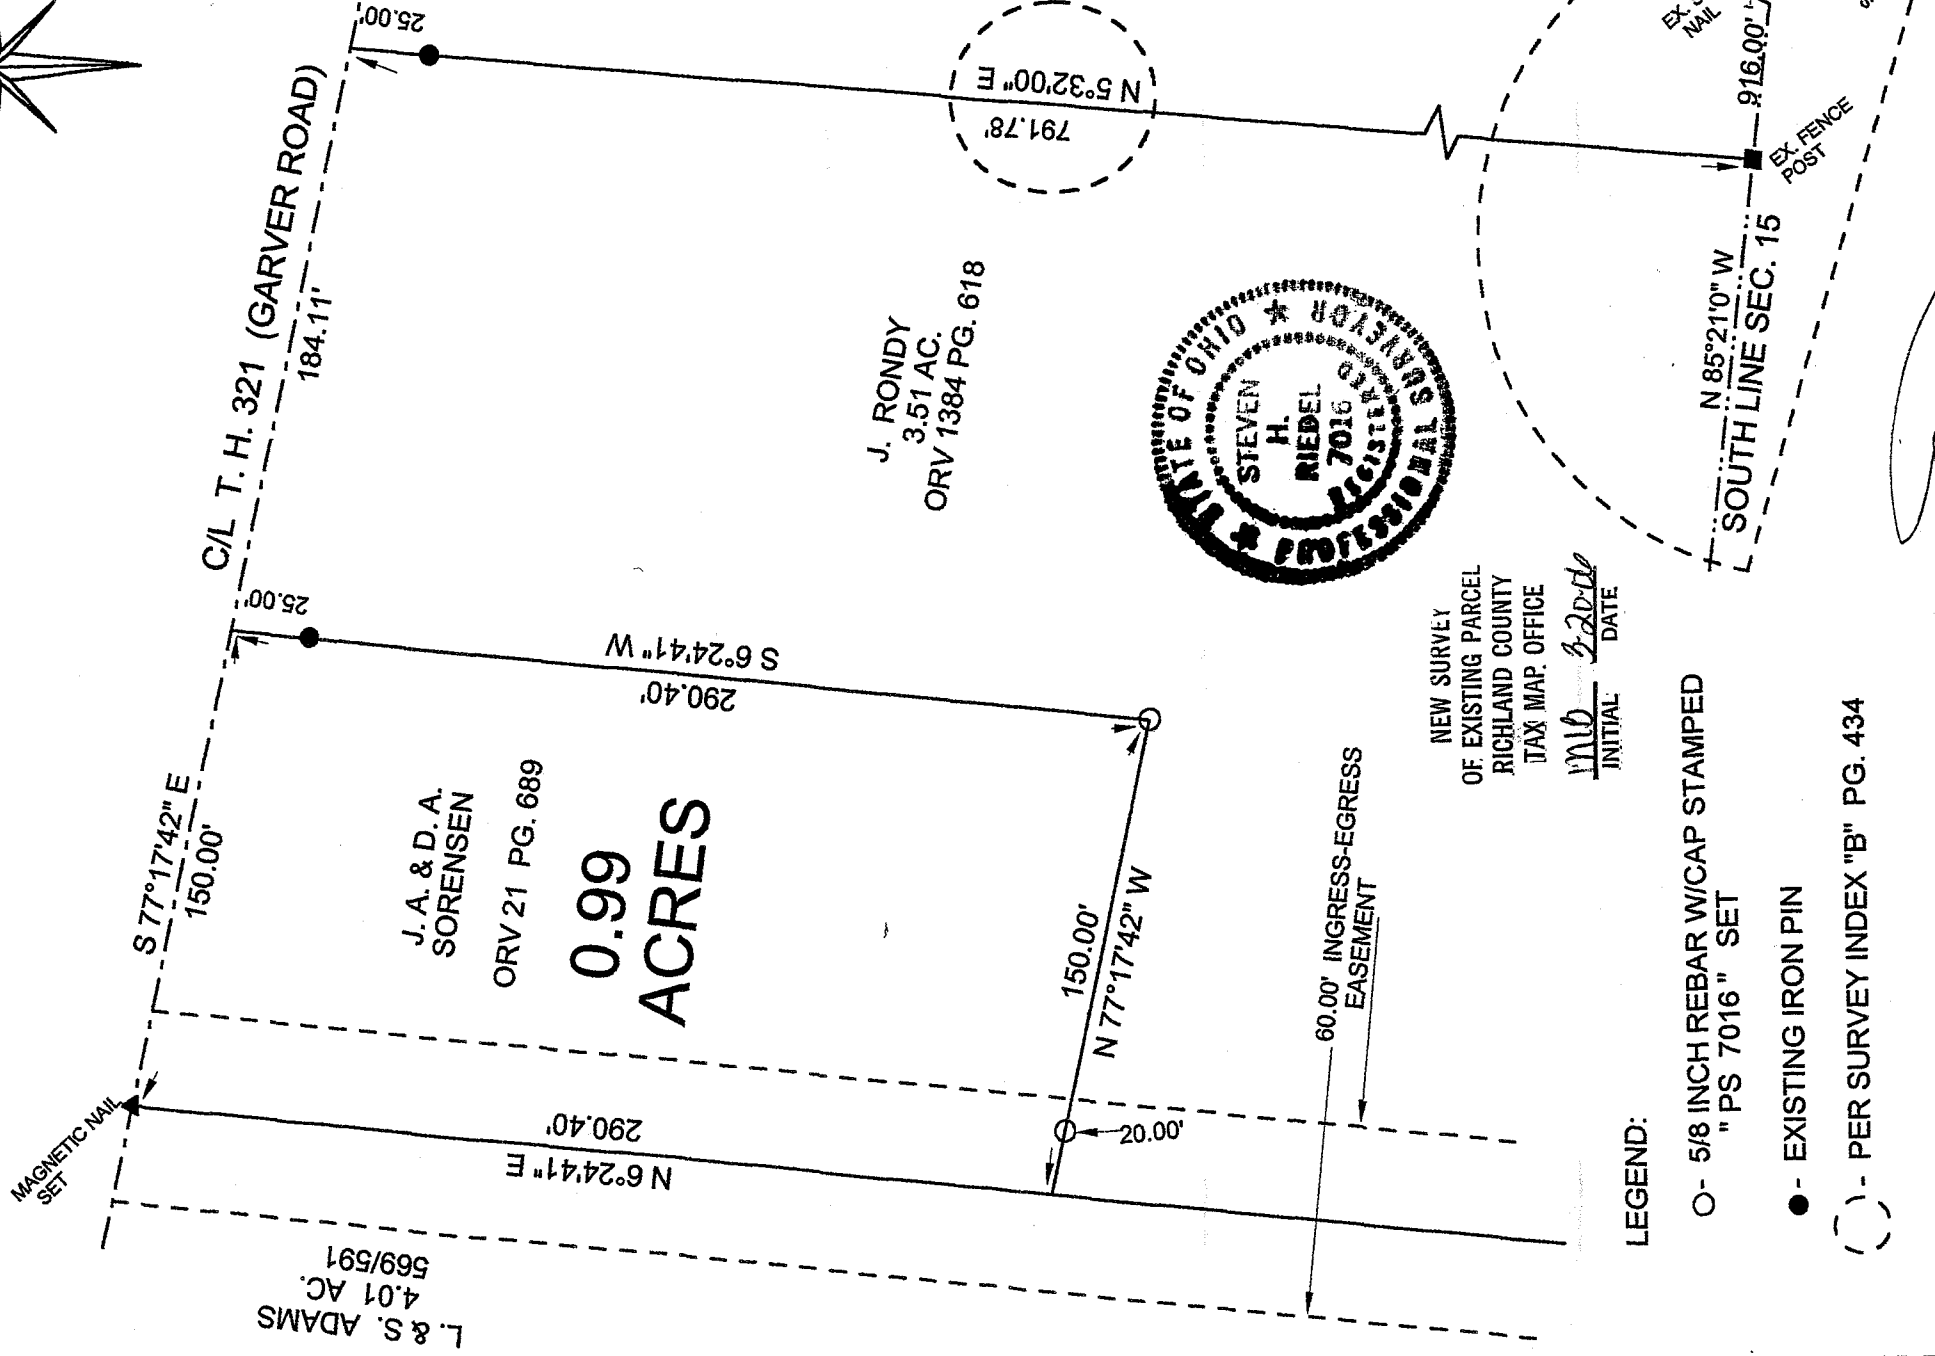 C/L T. H. 321 (GARVER ROAD)
184.11'
25.00'
25.00'
S 77°17'42" E
150.00'
MAGNETIC NAIL
SET
L. & S. ADAMS
4.01 AC.
569/591
N 6°24'41" E
290.40'
J. A. & D. A.
SORENSEN
ORV 21 PG. 689
0.99
ACRES
S 6°24'41" W
290.40'
150.00'
N 77°17'42" W
20.00'
60.00' INGRESS-EGRESS
EASEMENT
J. RONDY
3.51 AC.
ORV 1384 PG. 618
N 5°32'00" E
791.78'
EX.
NAIL
916.00'
EX. FENCE
POST
N 85°21'0" W
SOUTH LINE SEC. 15
STATE OF OHIO
STEVEN
H.
RIEDEL
7016
REGISTERED
PROFESSIONAL SURVEYOR
NEW SURVEY
OF EXISTING PARCEL
RICHLAND COUNTY
TAX MAP OFFICE
INITIAL DATE
LEGEND:
O- 5/8 INCH REBAR W/CAP STAMPED
" PS 7016 " SET
●- EXISTING IRON PIN
- PER SURVEY INDEX "B" PG. 434